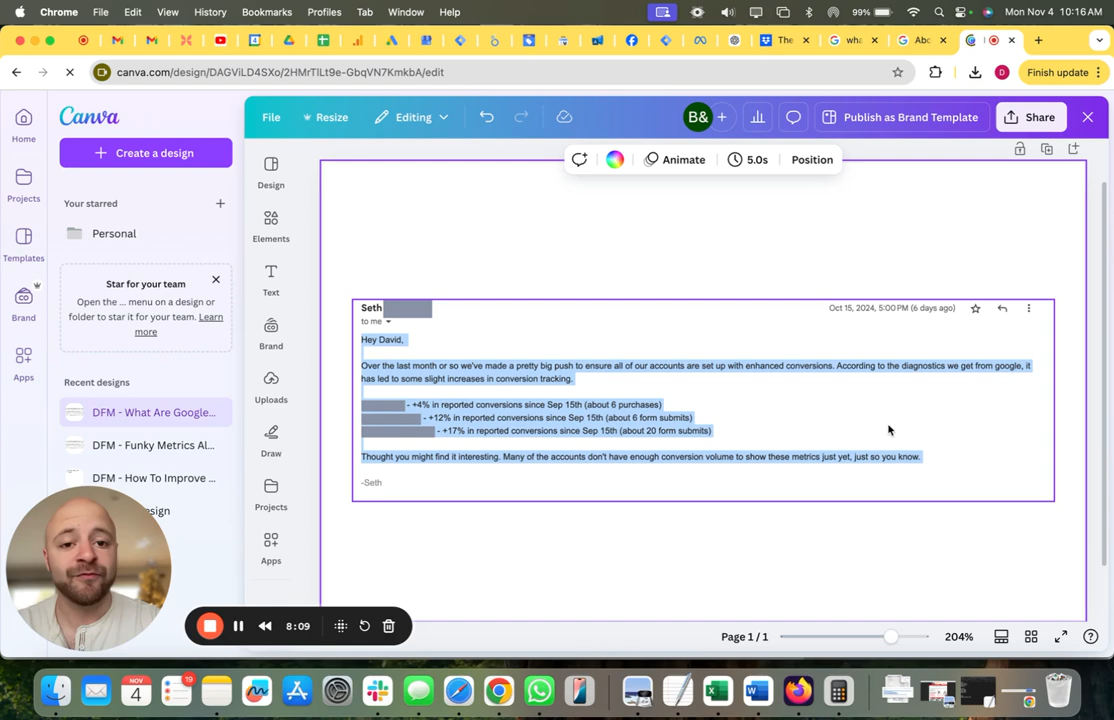 Chrome File Edit View History Bookmarks Profiles Tab Window Help
99% Mon Nov 4 10:16 AM
The
wha
Abc
canva.com/design/DAGViLD4SXo/2HMrTlLt9e-GbqVN7KmkbA/edit
D
Finish update
Canva
File Resize Editing
B&
Publish as Brand Template
Share
Home
Projects
Templates
Brand
Apps
Create a design
Your starred
Personal
Star for your team
Open the ... menu on a design or
folder to star it for your team. Learn
more
Recent designs
DFM - What Are Google...
DFM - Funky Metrics Al...
DFM - How To Improve ...
Design
Elements
Text
Brand
Uploads
Draw
Projects
Apps
Animate 5.0s Position
Seth
Oct 15, 2024, 5:00 PM (6 days ago)
to me
Hey David,
Over the last month or so we've made a pretty big push to ensure all of our accounts are set up with enhanced conversions. According to the diagnostics we get from google, it
has led to some slight increases in conversion tracking.
- +4% in reported conversions since Sep 15th (about 6 purchases)
- +12% in reported conversions since Sep 15th (about 6 form submits)
- +17% in reported conversions since Sep 15th (about 20 form submits)
Thought you might find it interesting. Many of the accounts don't have enough conversion volume to show these metrics just yet, just so you know.
-Seth
8:09
Page 1 / 1
204%
NOV
4
19